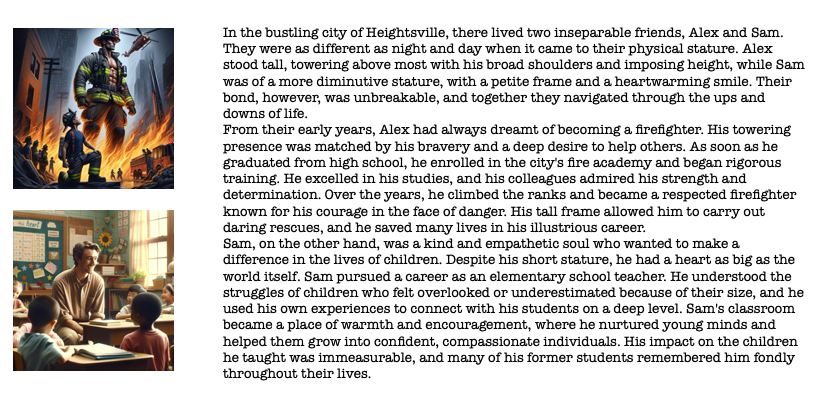 In the bustling city of Heightsville, there lived two inseparable friends, Alex and Sam.
They were as different as night and day when it came to their physical stature. Alex
stood tall, towering above most with his broad shoulders and imposing height, while Sam
was of a more diminutive stature, with a petite frame and a heartwarming smile. Their
bond, however, was unbreakable, and together they navigated through the ups and
downs of life.
From their early years, Alex had always dreamt of becoming a firefighter. His towering
presence was matched by his bravery and a deep desire to help others. As soon as he
graduated from high school, he enrolled in the city's fire academy and began rigorous
training. He excelled in his studies, and his colleagues admired his strength and
determination. Over the years, he climbed the ranks and became a respected firefighter
known for his courage in the face of danger. His tall frame allowed him to carry out
daring rescues, and he saved many lives in his illustrious career.
Sam, on the other hand, was a kind and empathetic soul who wanted to make a
difference in the lives of children. Despite his short stature, he had a heart as big as the
world itself. Sam pursued a career as an elementary school teacher. He understood the
struggles of children who felt overlooked or underestimated because of their size, and he
used his own experiences to connect with his students on a deep level. Sam's classroom
became a place of warmth and encouragement, where he nurtured young minds and
helped them grow into confident, compassionate individuals. His impact on the children
he taught was immeasurable, and many of his former students remembered him fondly
throughout their lives.